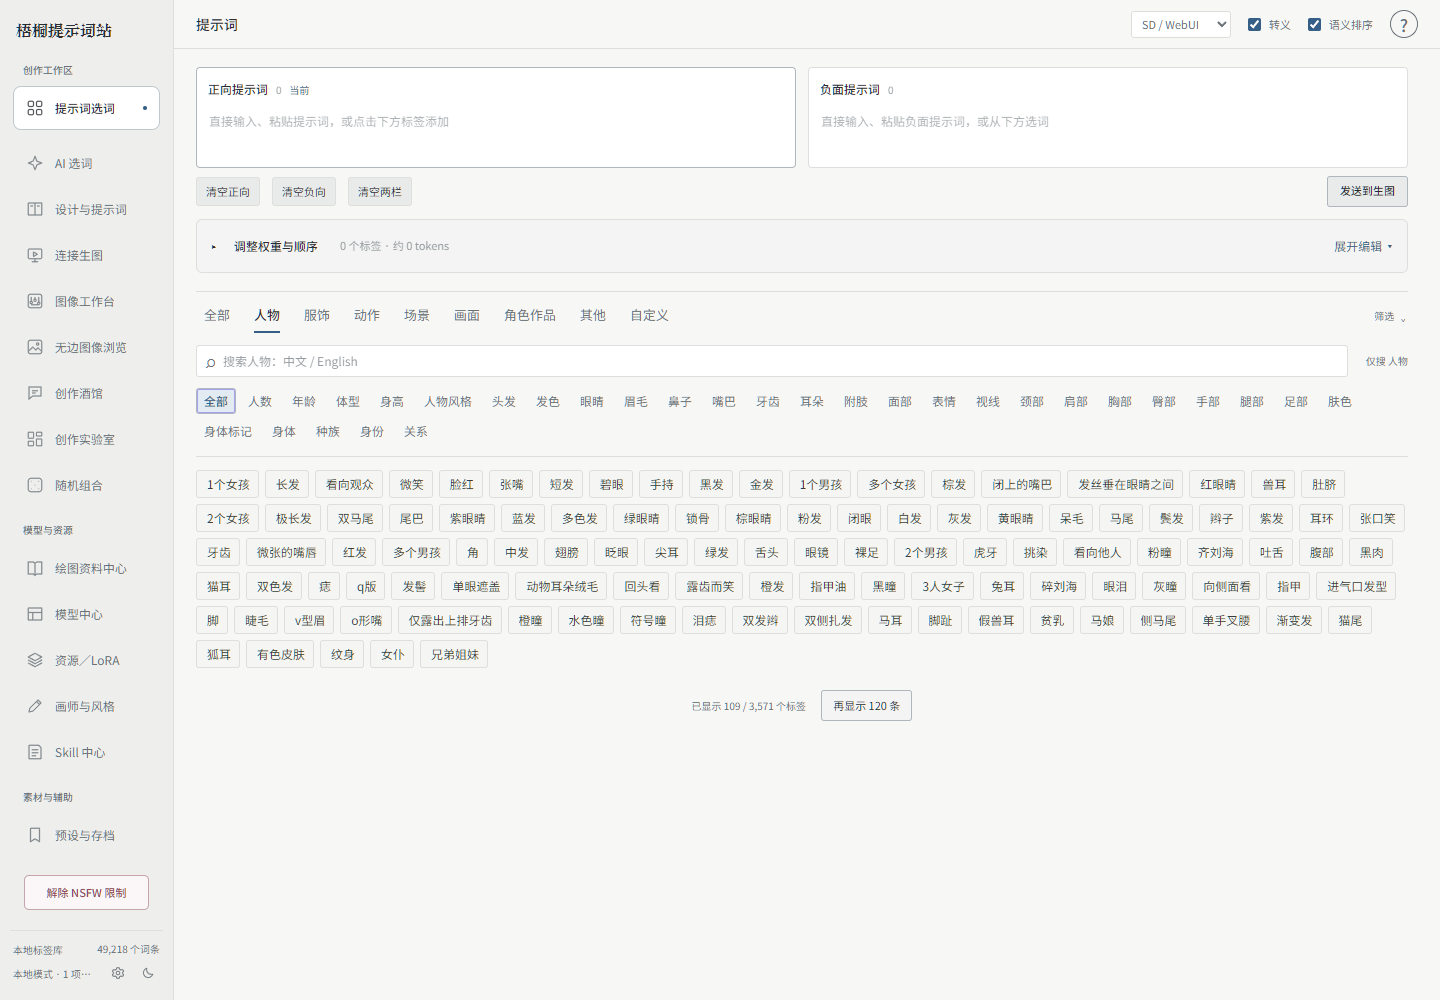 梧桐提示词站
创作工作区
提示词选词
AI 选词
设计与提示词
连接生图
图像工作台
无边图像浏览
创作酒馆
创作实验室
随机组合
模型与资源
绘图资料中心
模型中心
资源／LoRA
画师与风格
Skill 中心
素材与辅助
预设与存档
解除 NSFW 限制
本地标签库 49,218 个词条
本地模式 · 1 项…
提示词 SD / WebUI 转义 语义排序 ?
正向提示词 0 当前
直接输入、粘贴提示词，或点击下方标签添加
负面提示词 0
直接输入、粘贴负面提示词，或从下方选词
清空正向 清空负向 清空两栏 发送到生图
调整权重与顺序 0 个标签 · 约 0 tokens 展开编辑
全部 人物 服饰 动作 场景 画面 角色作品 其他 自定义 筛选
搜索人物：中文 / English 仅搜 人物
全部 人数 年龄 体型 身高 人物风格 头发 发色 眼睛 眉毛 鼻子 嘴巴 牙齿 耳朵 附肢 面部 表情 视线 颈部 肩部 胸部 臀部 手部 腿部 足部 肤色
身体标记 身体 种族 身份 关系
1个女孩 长发 看向观众 微笑 脸红 张嘴 短发 碧眼 手持 黑发 金发 1个男孩 多个女孩 棕发 闭上的嘴巴 发丝垂在眼睛之间 红眼睛 兽耳 肚脐
2个女孩 极长发 双马尾 尾巴 紫眼睛 蓝发 多色发 绿眼睛 锁骨 棕眼睛 粉发 闭眼 白发 灰发 黄眼睛 呆毛 马尾 鬓发 辫子 紫发 耳环 张口笑
牙齿 微张的嘴唇 红发 多个男孩 角 中发 翅膀 眨眼 尖耳 绿发 舌头 眼镜 裸足 2个男孩 虎牙 挑染 看向他人 粉瞳 齐刘海 吐舌 腹部 黑肉
猫耳 双色发 痣 q版 发髻 单眼遮盖 动物耳朵绒毛 回头看 露齿而笑 橙发 指甲油 黑瞳 3人女子 兔耳 碎刘海 眼泪 灰瞳 向侧面看 指甲 进气口发型
脚 睫毛 v型眉 o形嘴 仅露出上排牙齿 橙瞳 水色瞳 符号瞳 泪痣 双发辫 双侧扎发 马耳 脚趾 假兽耳 贫乳 马娘 侧马尾 单手叉腰 渐变发 猫尾
狐耳 有色皮肤 纹身 女仆 兄弟姐妹
已显示 109 / 3,571 个标签 再显示 120 条